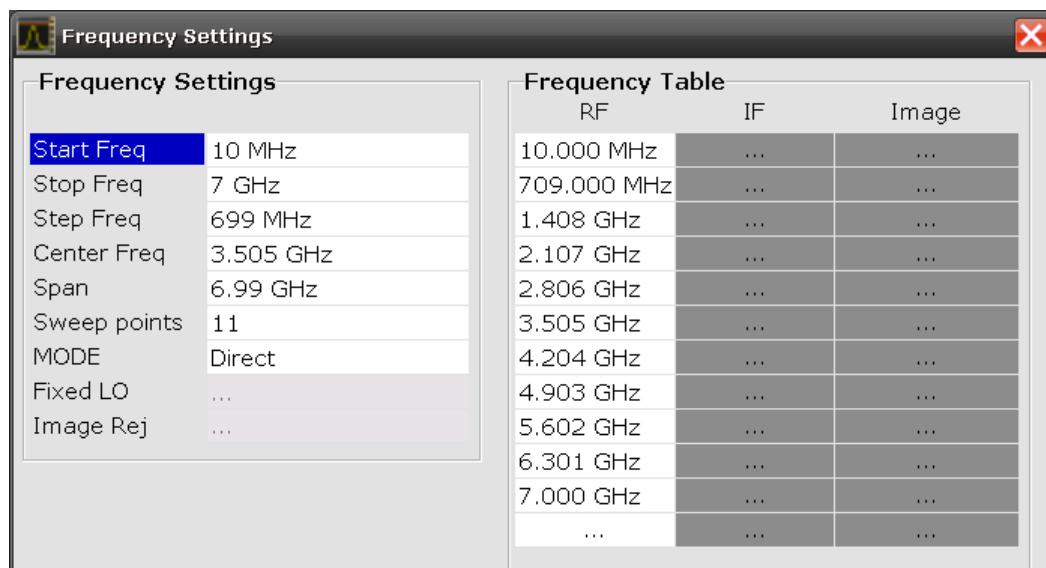 Frequency Settings
Frequency Settings
Start Freq 10 MHz
Stop Freq 7 GHz
Step Freq 699 MHz
Center Freq 3.505 GHz
Span 6.99 GHz
Sweep points 11
MODE Direct
Fixed LO ...
Image Rej ...
Frequency Table
RF IF Image
10.000 MHz ... ...
709.000 MHz ... ...
1.408 GHz ... ...
2.107 GHz ... ...
2.806 GHz ... ...
3.505 GHz ... ...
4.204 GHz ... ...
4.903 GHz ... ...
5.602 GHz ... ...
6.301 GHz ... ...
7.000 GHz ... ...
... ... ...